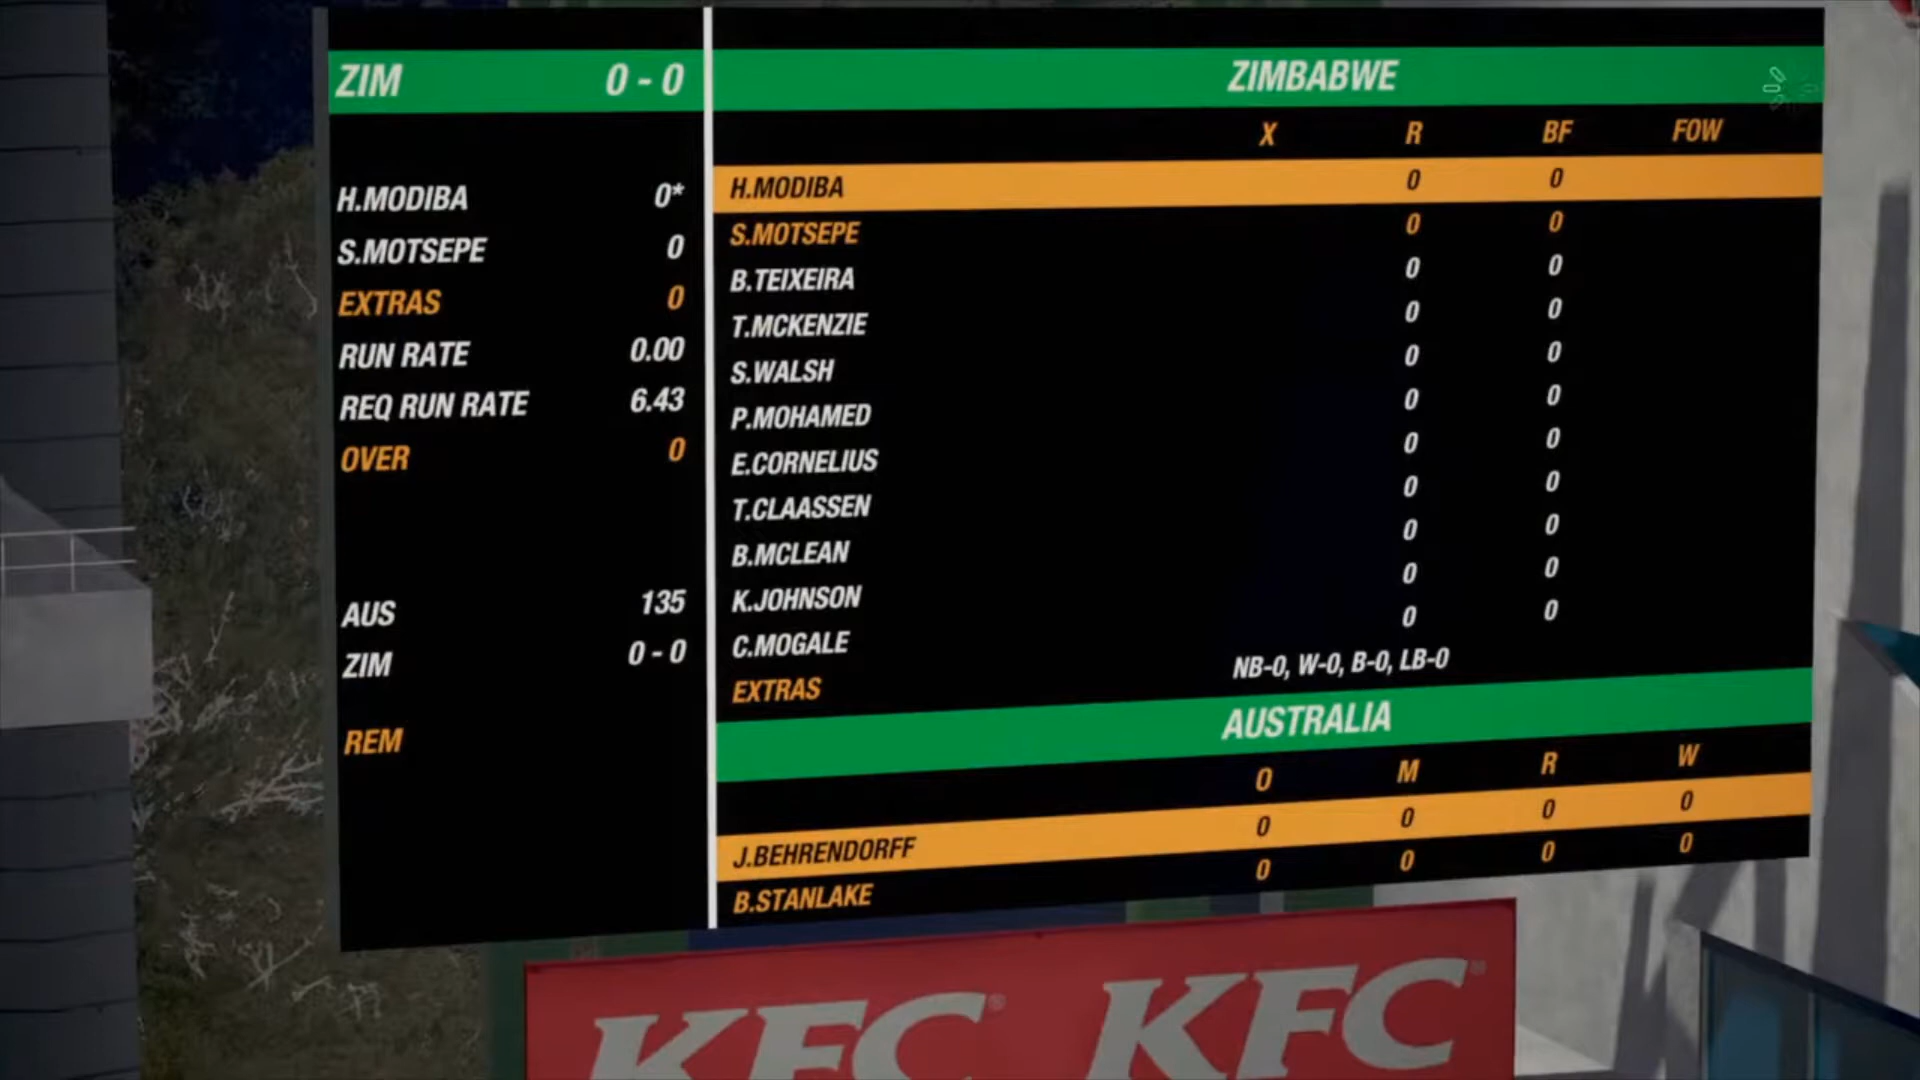 ZIM 0 - 0
H.MODIBA 0*
S.MOTSEPE 0
EXTRAS 0
RUN RATE 0.00
REQ RUN RATE 6.43
OVER 0
AUS 135
ZIM 0 - 0
REM
ZIMBABWE
X R BF FOW
H.MODIBA 0 0
S.MOTSEPE 0 0
B.TEIXEIRA 0 0
T.MCKENZIE 0 0
S.WALSH 0 0
P.MOHAMED 0 0
E.CORNELIUS 0 0
T.CLAASSEN 0 0
B.MCLEAN 0 0
K.JOHNSON 0 0
C.MOGALE 0 0
EXTRAS NB-0, W-0, B-0, LB-0
AUSTRALIA
O M R W
J.BEHRENDORFF 0 0 0 0
B.STANLAKE 0 0 0 0
KFC® KFC®